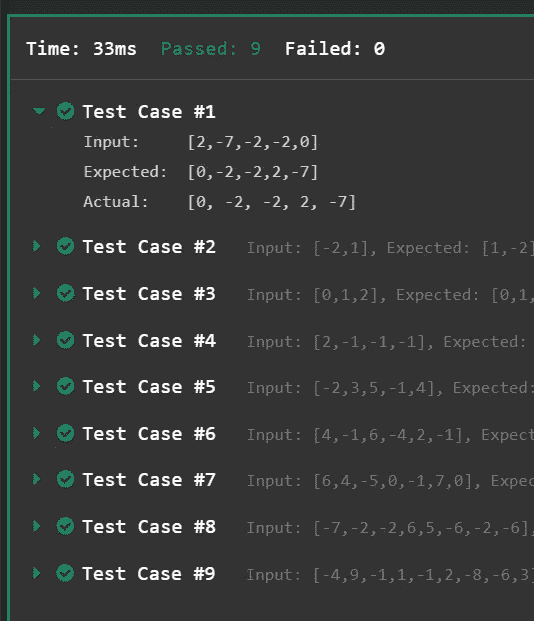 Time: 33ms Passed: 9 Failed: 0
Test Case #1
Input: [2,-7,-2,-2,0]
Expected: [0,-2,-2,2,-7]
Actual: [0, -2, -2, 2, -7]
Test Case #2 Input: [-2,1], Expected: [1,-2]
Test Case #3 Input: [0,1,2], Expected: [0,1,
Test Case #4 Input: [2,-1,-1,-1], Expected:
Test Case #5 Input: [-2,3,5,-1,4], Expected:
Test Case #6 Input: [4,-1,6,-4,2,-1], Expect
Test Case #7 Input: [6,4,-5,0,-1,7,0], Expec
Test Case #8 Input: [-7,-2,-2,6,5,-6,-2,-6],
Test Case #9 Input: [-4,9,-1,1,-1,2,-8,-6,3]